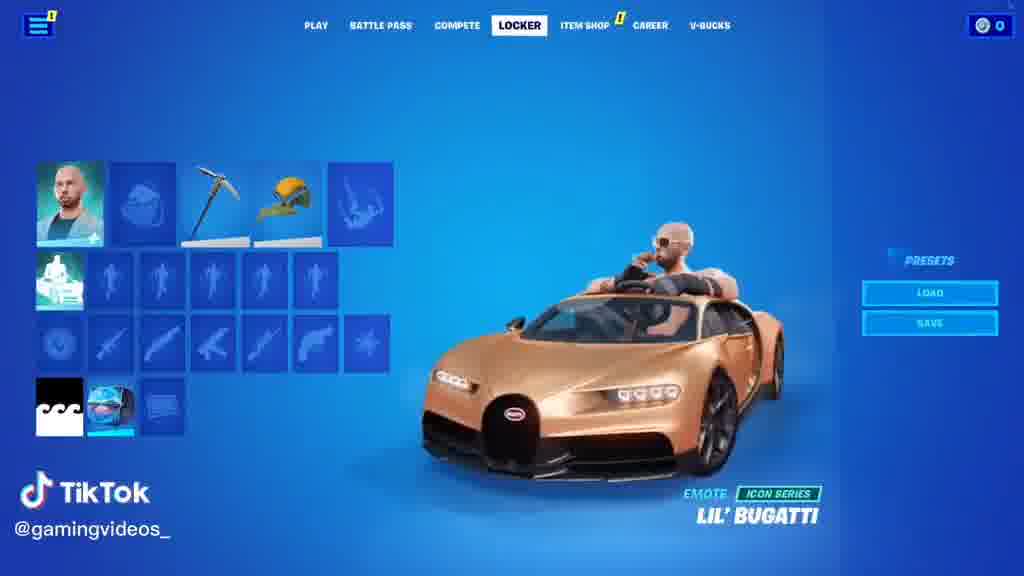 !
PLAY
BATTLE PASS
COMPETE
LOCKER
ITEM SHOP
!
CAREER
V-BUCKS
0
PRESETS
LOAD
SAVE
TikTok
@gamingvideos_
EMOTE ICON SERIES
LIL' BUGATTI